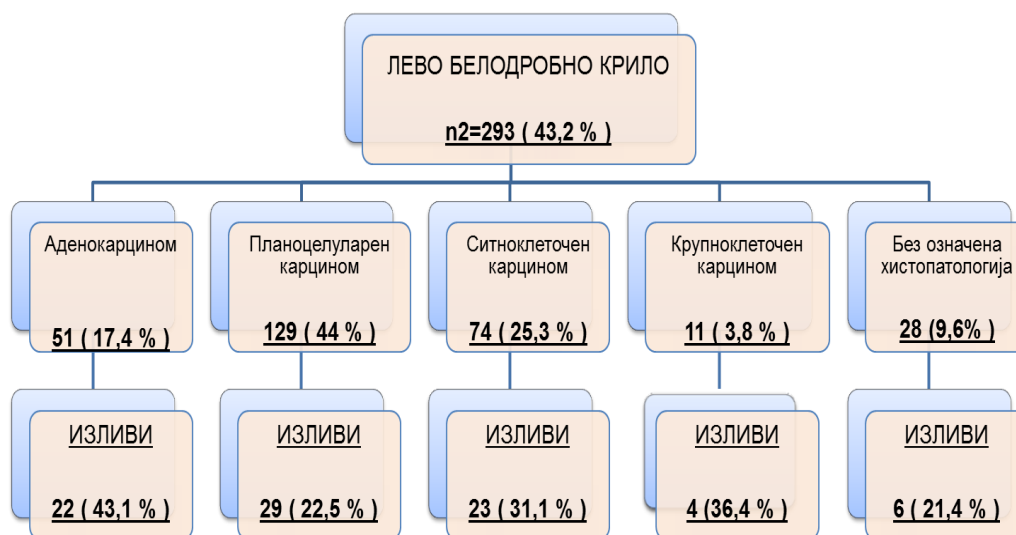 ЛЕВО БЕЛОДРОБНО КРИЛО
n2=293 ( 43,2 % )
Аденокарцином
51 ( 17,4 % )
Планоцелуларен
карцином
129 ( 44 % )
Ситноклеточен
карцином
74 ( 25,3 % )
Крупноклеточен
карцином
11 ( 3,8 % )
Без означена
хистопатологија
28 (9,6%)
ИЗЛИВИ
22 ( 43,1 % )
ИЗЛИВИ
29 ( 22,5 % )
ИЗЛИВИ
23 ( 31,1 % )
ИЗЛИВИ
4 (36,4 % )
ИЗЛИВИ
6 ( 21,4 % )